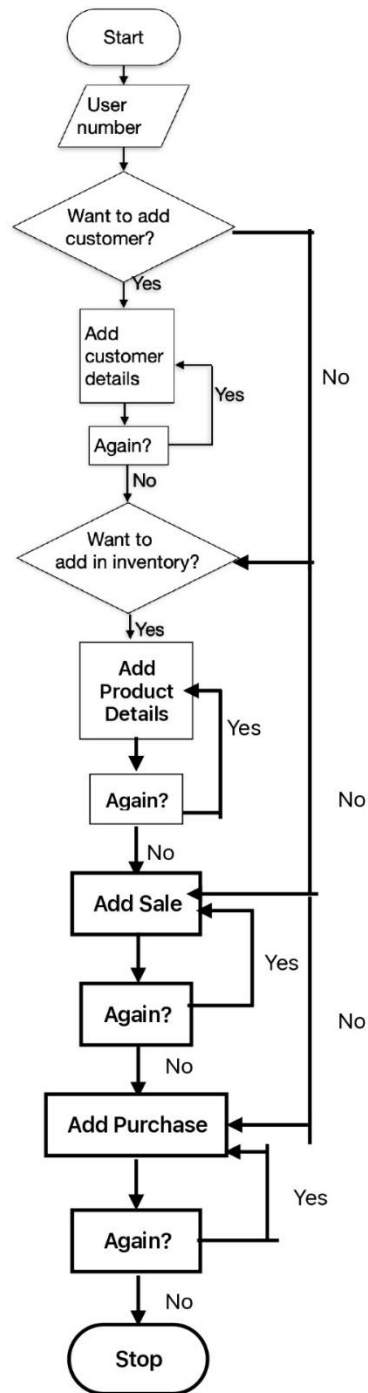 Start
User
number
Want to add
customer?
Yes
Add
customer
details
Yes
No
Again?
No
Want to
add in inventory?
Yes
Add
Product
Details
Yes
Again?
No
No
Add Sale
Yes
Again?
No
No
Add Purchase
Yes
Again?
No
Stop